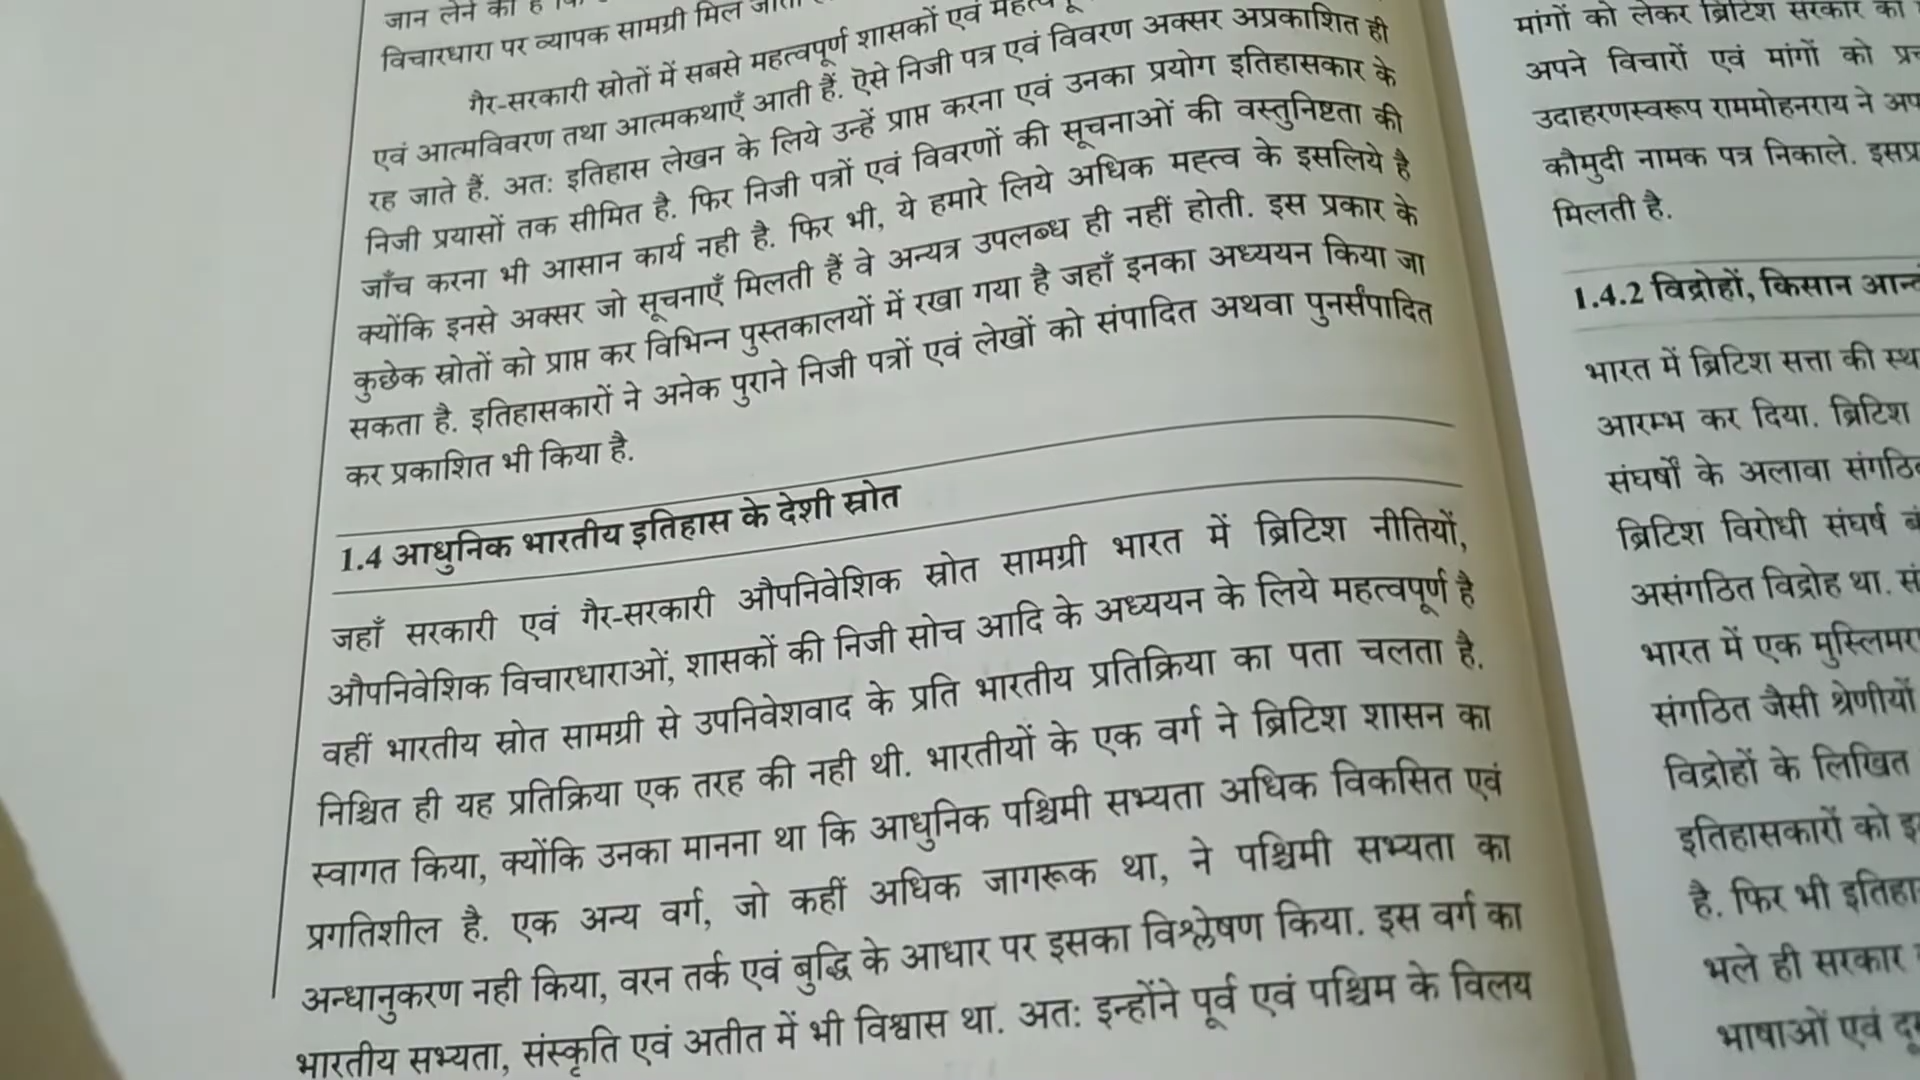 जान लेने की है कि
विचारधारा पर व्यापक सामग्री मिल जाती
गैर-सरकारी स्रोतों में सबसे महत्वपूर्ण शासकों एवं
एवं आत्मविवरण तथा आत्मकथाएँ आती हैं. ऐसे निजी पत्र एवं विवरण अक्सर अप्रकाशित ही
रह जाते हैं. अतः इतिहास लेखन के लिये उन्हें प्राप्त करना एवं उनका प्रयोग इतिहासकार के
निजी प्रयासों तक सीमित है. फिर निजी पत्रों एवं विवरणों की सूचनाओं की वस्तुनिष्टता की
जाँच करना भी आसान कार्य नही है. फिर भी, ये हमारे लिये अधिक मह्त्व के इसलिये है
क्योंकि इनसे अक्सर जो सूचनाएँ मिलती हैं वे अन्यत्र उपलब्ध ही नहीं होती. इस प्रकार के
कुछेक स्रोतों को प्राप्त कर विभिन्न पुस्तकालयों में रखा गया है जहाँ इनका अध्ययन किया जा
सकता है. इतिहासकारों ने अनेक पुराने निजी पत्रों एवं लेखों को संपादित अथवा पुनर्संपादित
कर प्रकाशित भी किया है.
1.4 आधुनिक भारतीय इतिहास के देशी स्रोत
जहाँ सरकारी एवं गैर-सरकारी औपनिवेशिक स्रोत सामग्री भारत में ब्रिटिश नीतियों,
औपनिवेशिक विचारधाराओं, शासकों की निजी सोच आदि के अध्ययन के लिये महत्वपूर्ण है
वहीं भारतीय स्रोत सामग्री से उपनिवेशवाद के प्रति भारतीय प्रतिक्रिया का पता चलता है.
निश्चित ही यह प्रतिक्रिया एक तरह की नही थी. भारतीयों के एक वर्ग ने ब्रिटिश शासन का
स्वागत किया, क्योंकि उनका मानना था कि आधुनिक पश्चिमी सभ्यता अधिक विकसित एवं
प्रगतिशील है. एक अन्य वर्ग, जो कहीं अधिक जागरूक था, ने पश्चिमी सभ्यता का
अन्धानुकरण नही किया, वरन तर्क एवं बुद्धि के आधार पर इसका विश्लेषण किया. इस वर्ग का
भारतीय सभ्यता, संस्कृति एवं अतीत में भी विश्वास था. अतः इन्होंने पूर्व एवं पश्चिम के विलय
मांगों को लेकर ब्रिटिश सरकार का
अपने विचारों एवं मांगों को
उदाहरणस्वरूप राममोहनराय ने
कौमुदी नामक पत्र निकाले.
मिलती है.
1.4.2 विद्रोहों, किसान
भारत में ब्रिटिश सत्ता की
आरम्भ कर दिया. ब्रिटिश
संघर्षों के अलावा
ब्रिटिश विरोधी संघर्ष
असंगठित विद्रोह था.
भारत में एक
संगठित जैसी श्रेणीयों
विद्रोहों के लिखित
इतिहासकारों को
है. फिर भी
भले ही सरकार
भाषाओं एवं